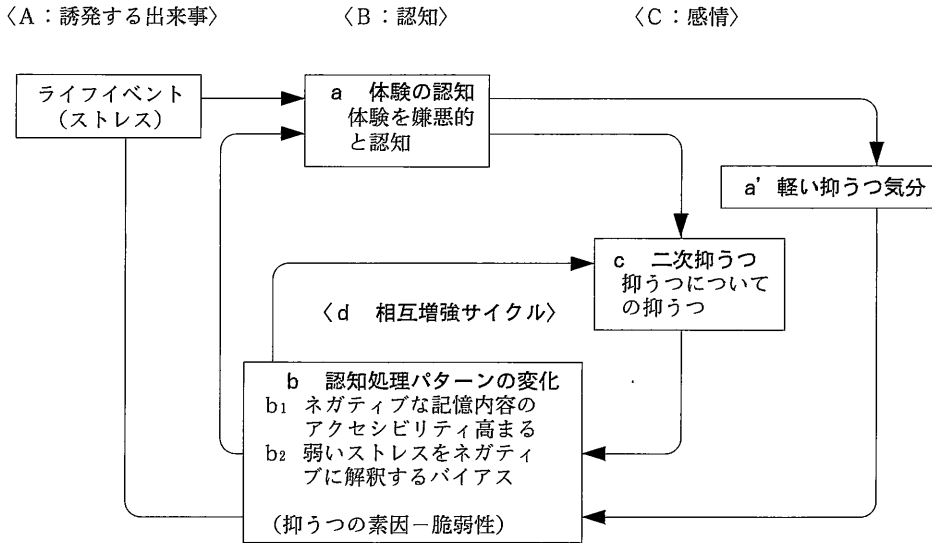 〈A：誘発する出来事〉
〈B：認知〉
〈C：感情〉
ライフイベント
（ストレス）
a　体験の認知
体験を嫌悪的
と認知
a'　軽い抑うつ気分
c　二次抑うつ
抑うつについて
の抑うつ
〈d　相互増強サイクル〉
b　認知処理パターンの変化
b₁　ネガティブな記憶内容の
アクセシビリティ高まる
b₂　弱いストレスをネガティ
ブに解釈するバイアス
（抑うつの素因－脆弱性）